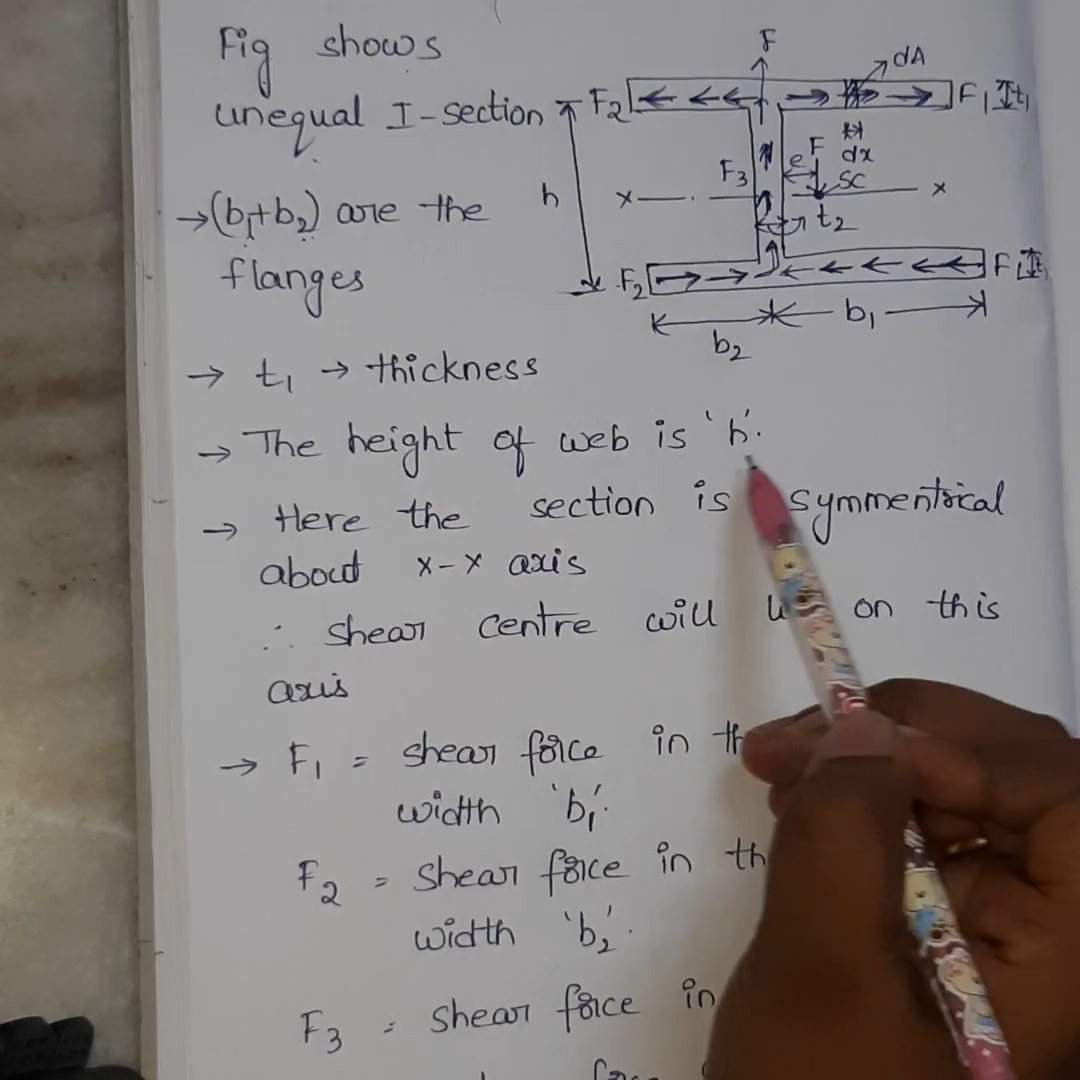 Fig shows
unequal I-section
→(b₁+b₂) are the
flanges
→ t₁ → thickness
→ The height of web is 'h'.
→ Here the section is symmentrical
about x-x axis
∴ shear centre will on this
axis
→ F₁ = shear force in
width 'b₁'.
F₂ = shear force in
width 'b₂'.
F₃ = shear force in
F
dA
F₂
F₁ t₁
h
F₃
e
F
dx
SC
x
x
t₂
F₂
F₁ t₁
b₂
b₁